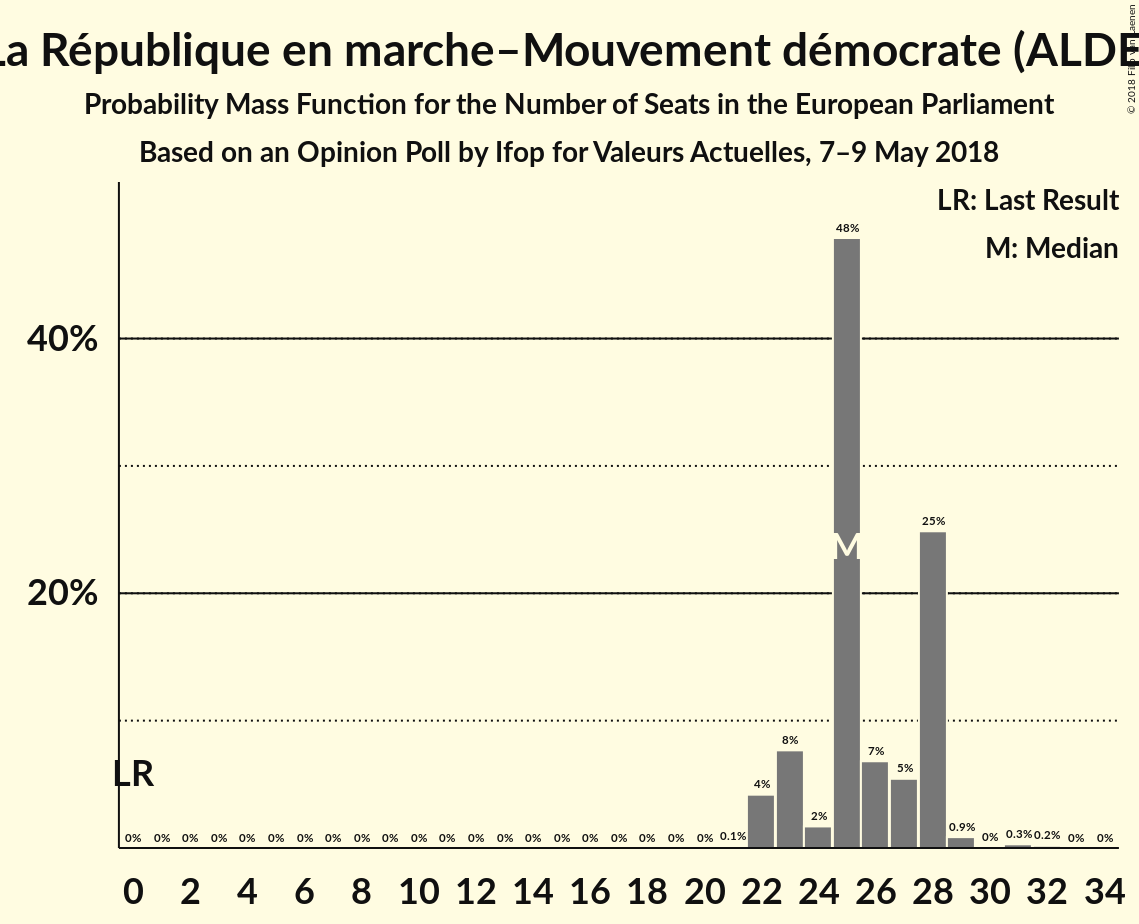 La République en marche–Mouvement démocrate (ALDE
Probability Mass Function for the Number of Seats in the European Parliament
Based on an Opinion Poll by Ifop for Valeurs Actuelles, 7–9 May 2018
LR: Last Result
M: Median
48%
40%
25%
M
20%
8%
7%
5%
4%
2%
LR
0% 0% 0% 0% 0% 0% 0% 0% 0% 0% 0% 0% 0% 0% 0% 0% 0% 0% 0% 0% 0% 0.1% 0.9% 0% 0.3% 0.2% 0% 0%
0 2 4 6 8 10 12 14 16 18 20 22 24 26 28 30 32 34
© 2018